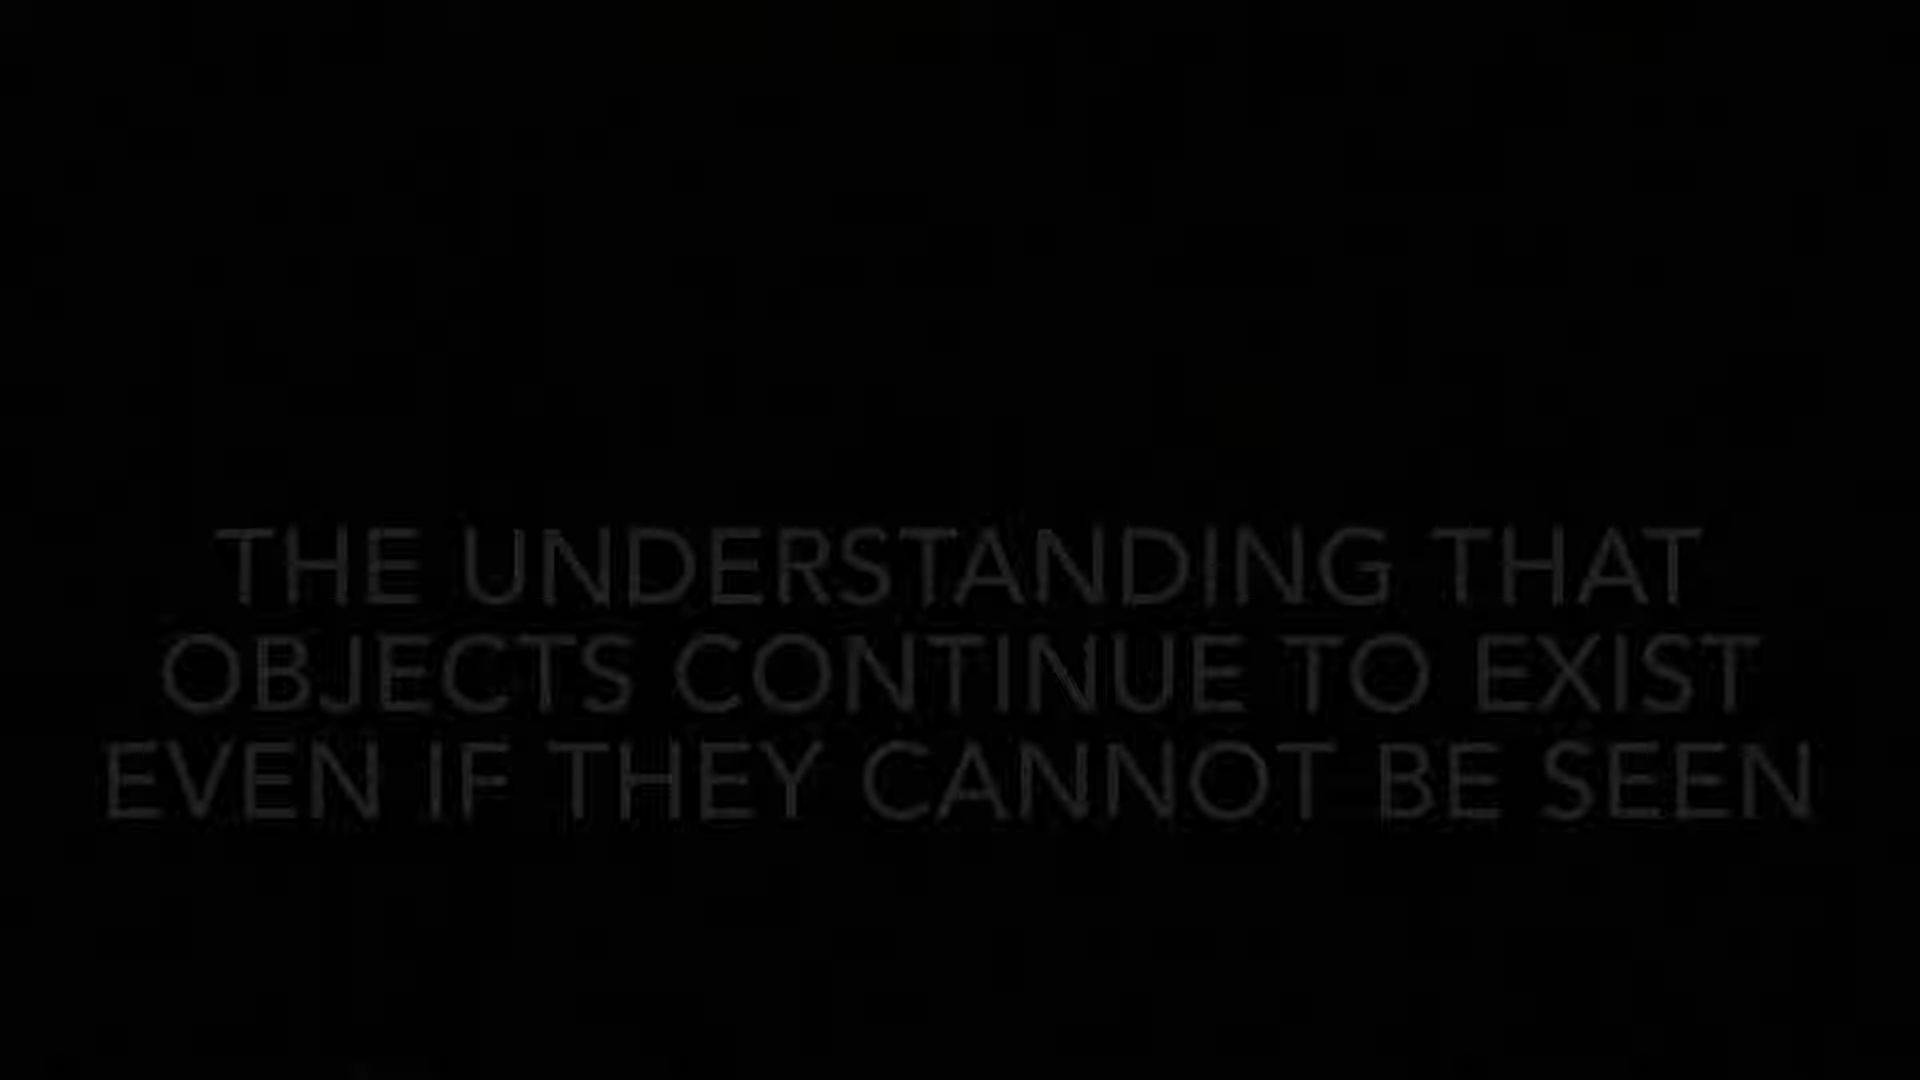 THE UNDERSTANDING THAT
OBJECTS CONTINUE TO EXIST
EVEN IF THEY CANNOT BE SEEN